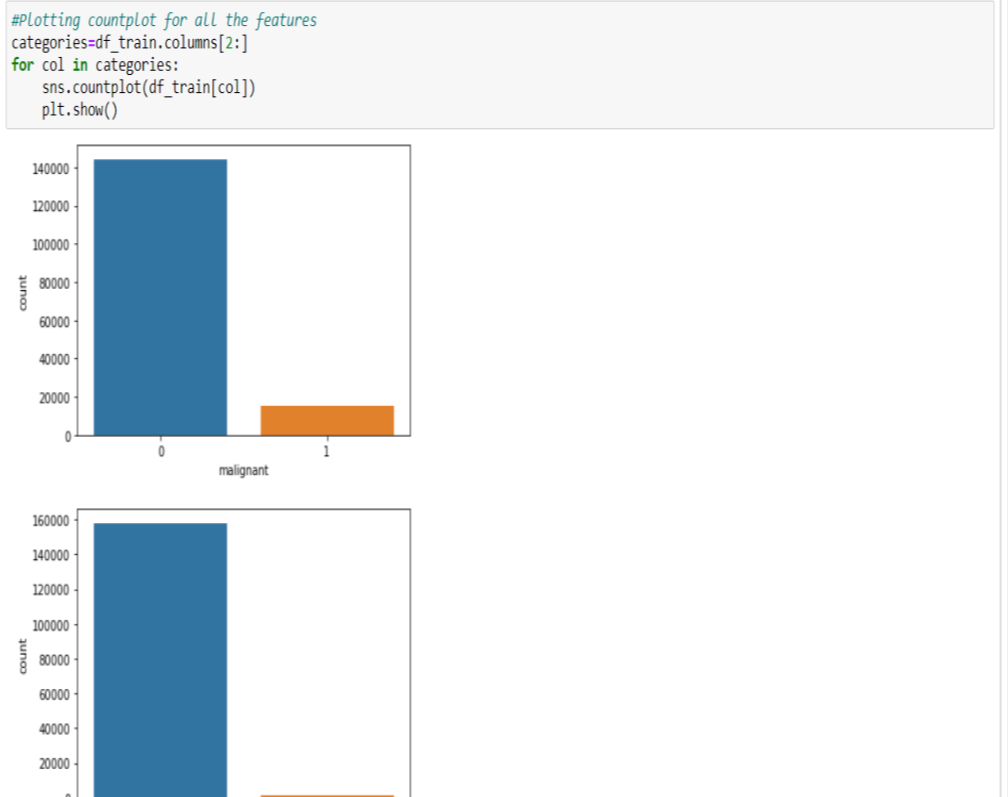 #Plotting countplot for all the features
categories=df_train.columns[2:]
for col in categories:
    sns.countplot(df_train[col])
    plt.show()
140000
120000
100000
80000
60000
40000
20000
0
count
0 1
malignant
160000
140000
120000
100000
80000
60000
40000
20000
0
count